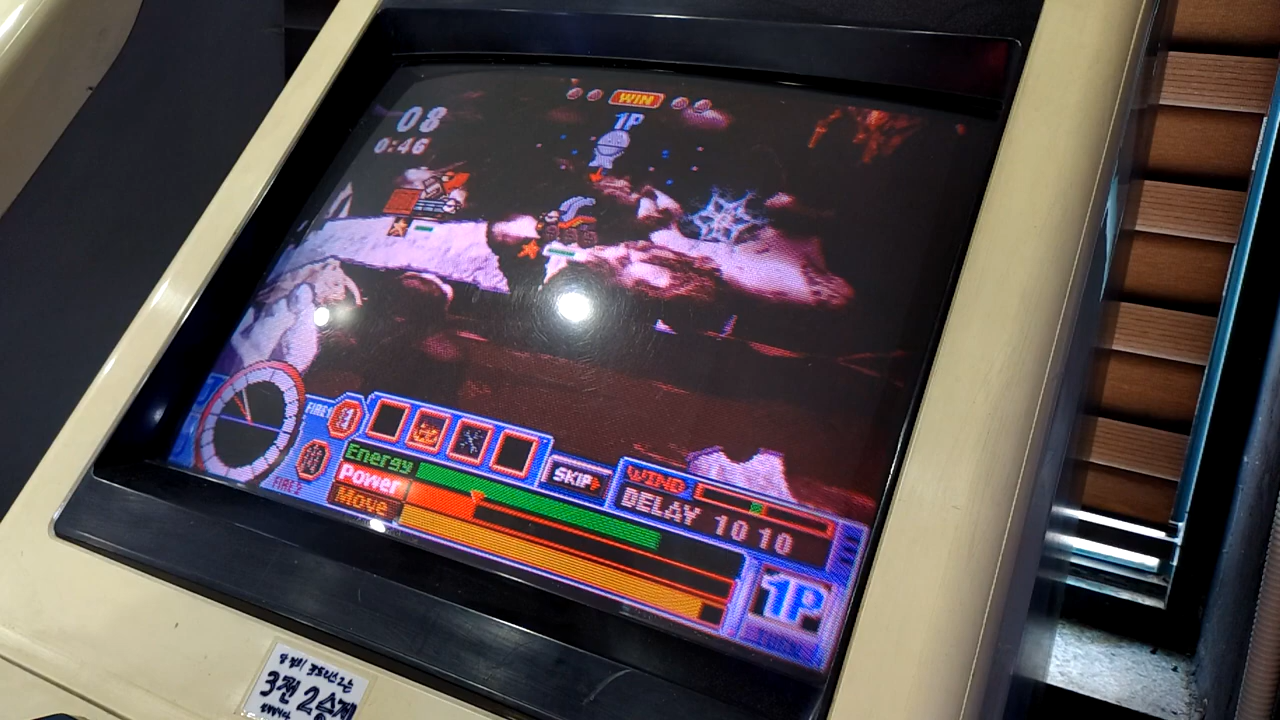 WIN
08
1P
0:46
FIRE1
FIRE2
SKIP
Energy
Power
Move
WIND
DELAY 10 10
1P
3전 2승제